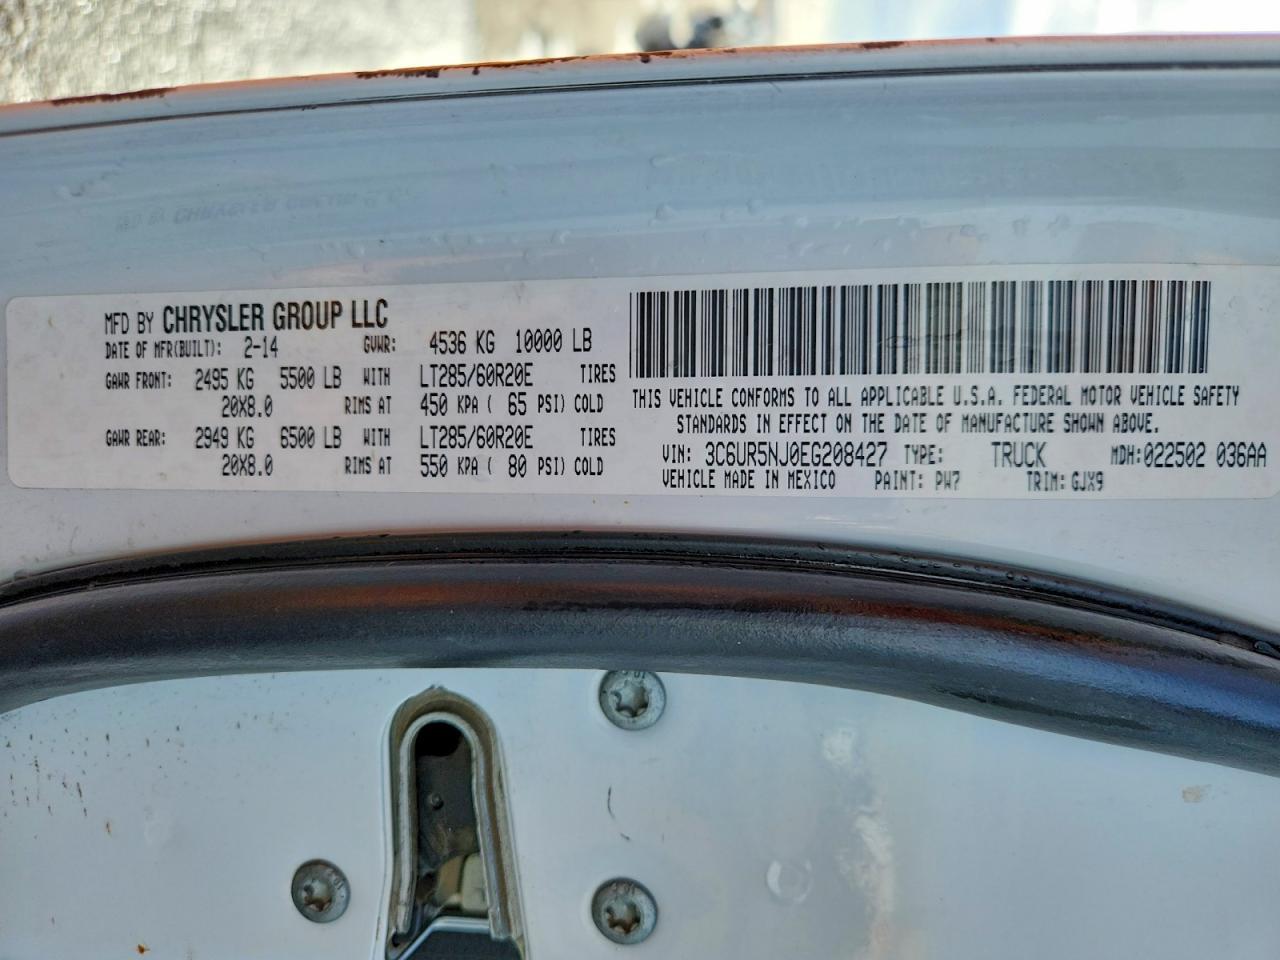 MFD BY CHRYSLER GROUP LLC
DATE OF MFR(BUILT): 2-14 GVWR: 4536 KG 10000 LB
GAWR FRONT: 2495 KG 5500 LB WITH LT285/60R20E TIRES
20X8.0 RIMS AT 450 KPA ( 65 PSI) COLD
GAWR REAR: 2949 KG 6500 LB WITH LT285/60R20E TIRES
20X8.0 RIMS AT 550 KPA ( 80 PSI) COLD
THIS VEHICLE CONFORMS TO ALL APPLICABLE U.S.A. FEDERAL MOTOR VEHICLE SAFETY
STANDARDS IN EFFECT ON THE DATE OF MANUFACTURE SHOWN ABOVE.
VIN: 3C6UR5NJ0EG208427 TYPE: TRUCK MDH:022502 036AA
VEHICLE MADE IN MEXICO PAINT: PW7 TRIM: GJX9